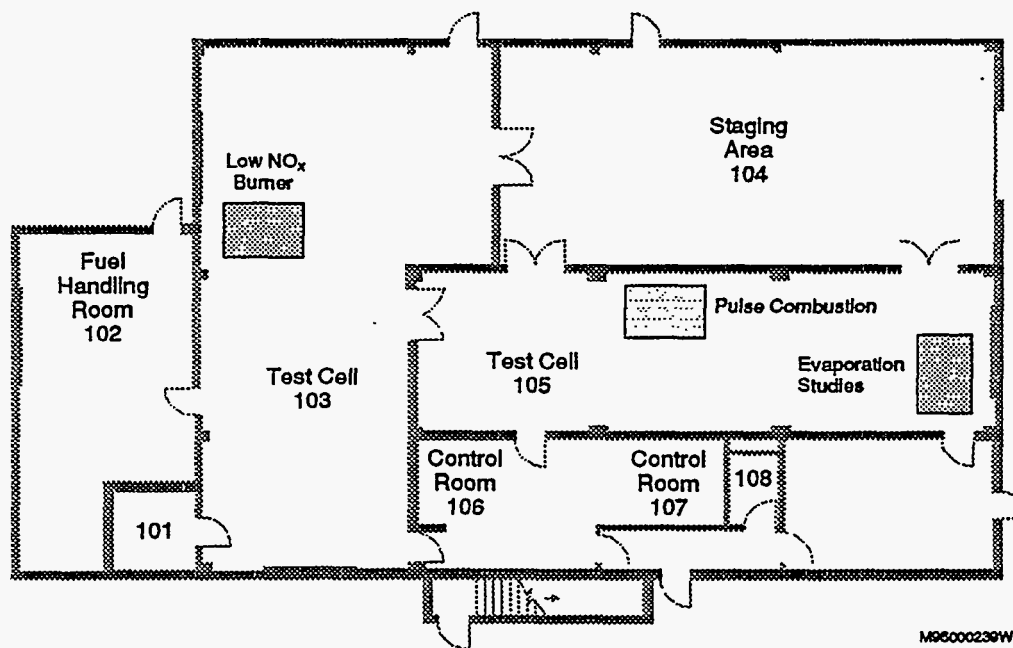 Low NOx
Burner
Staging
Area
104
Fuel
Handling
Room
102
Pulse Combustion
Test Cell
103
Test Cell
105
Evaporation
Studies
Control
Room
106
Control
Room
107
108
101
M95000239W